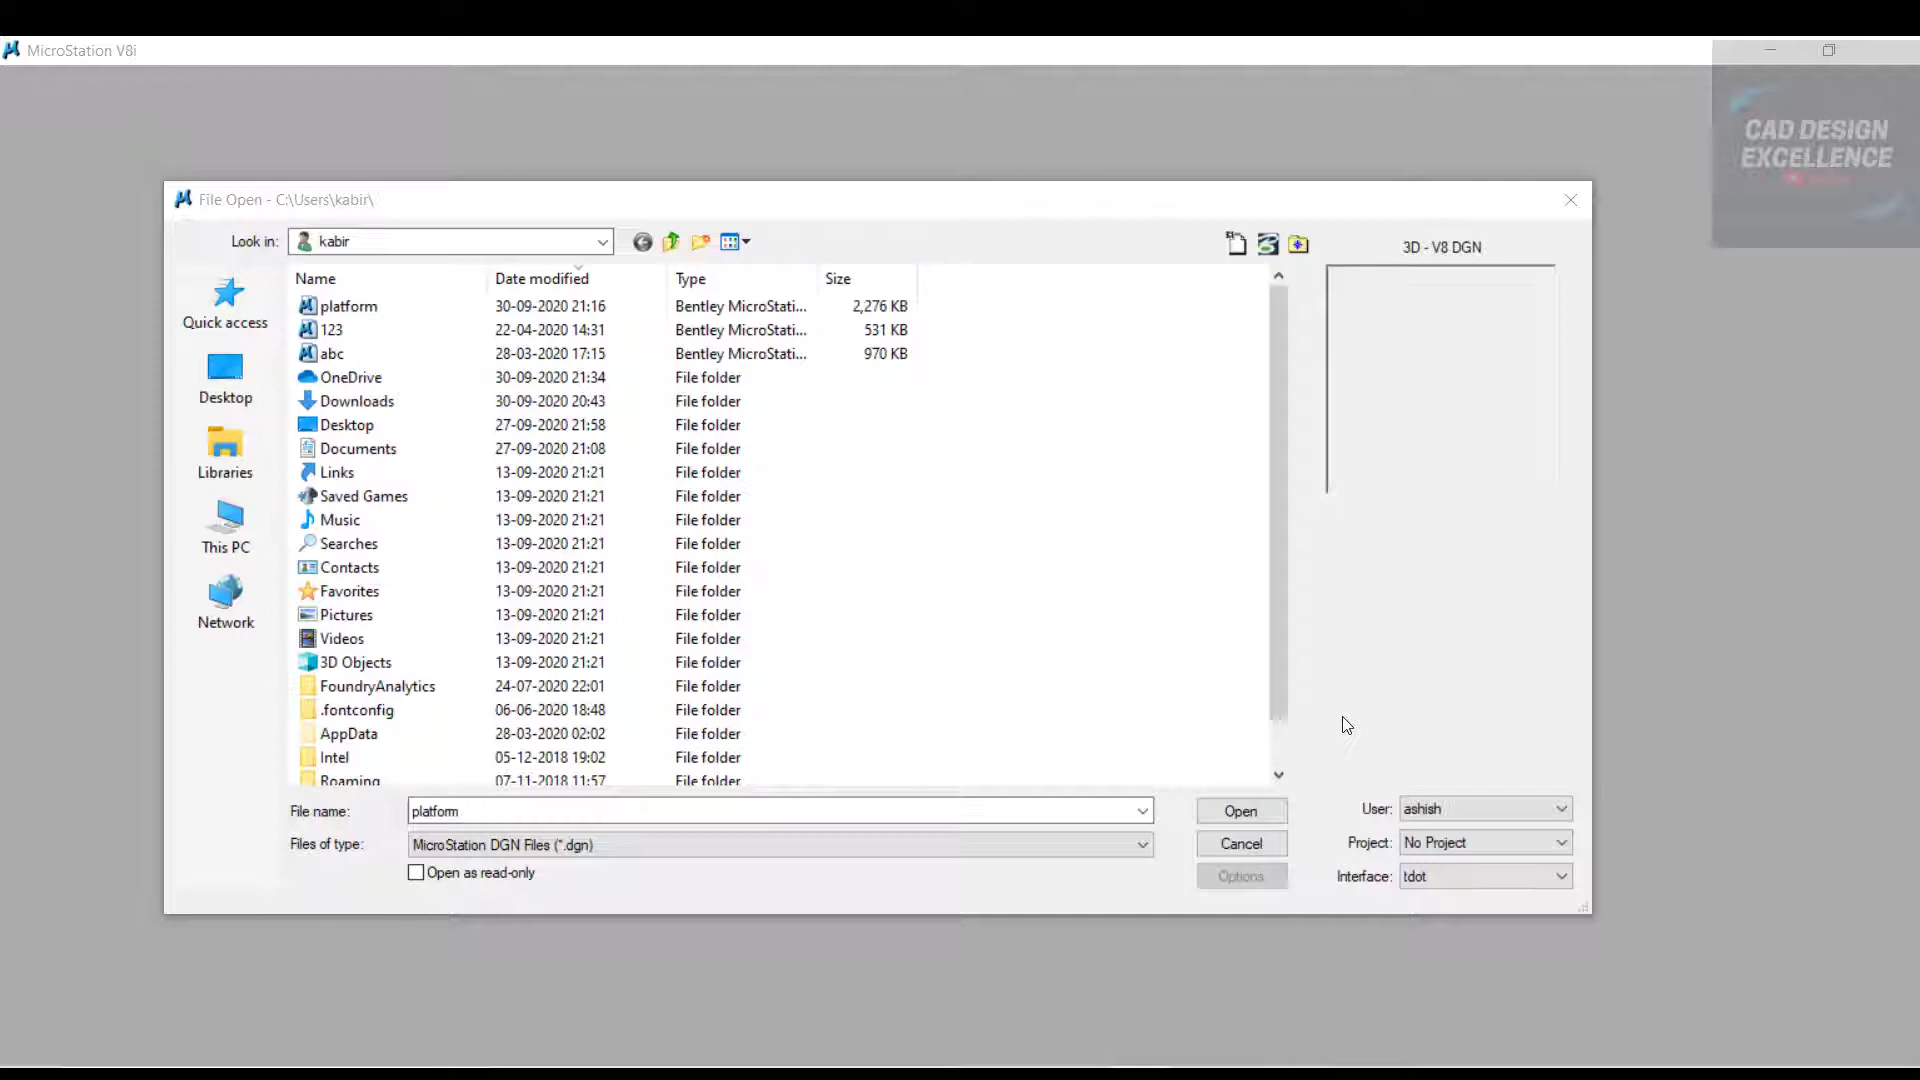 MicroStation V8i
CAD DESIGN
EXCELLENCE
File Open - C:\Users\kabir\
Look in: kabir
3D - V8 DGN
Quick access
Desktop
Libraries
This PC
Network
Name Date modified Type Size
platform 30-09-2020 21:16 Bentley MicroStati... 2,276 KB
123 22-04-2020 14:31 Bentley MicroStati... 531 KB
abc 28-03-2020 17:15 Bentley MicroStati... 970 KB
OneDrive 30-09-2020 21:34 File folder
Downloads 30-09-2020 20:43 File folder
Desktop 27-09-2020 21:58 File folder
Documents 27-09-2020 21:08 File folder
Links 13-09-2020 21:21 File folder
Saved Games 13-09-2020 21:21 File folder
Music 13-09-2020 21:21 File folder
Searches 13-09-2020 21:21 File folder
Contacts 13-09-2020 21:21 File folder
Favorites 13-09-2020 21:21 File folder
Pictures 13-09-2020 21:21 File folder
Videos 13-09-2020 21:21 File folder
3D Objects 13-09-2020 21:21 File folder
FoundryAnalytics 24-07-2020 22:01 File folder
.fontconfig 06-06-2020 18:48 File folder
AppData 28-03-2020 02:02 File folder
Intel 05-12-2018 19:02 File folder
Roaming 07-11-2018 11:57 File folder
File name: platform Open User: ashish
Files of type: MicroStation DGN Files (*.dgn) Cancel Project: No Project
Open as read-only Options Interface: tdot